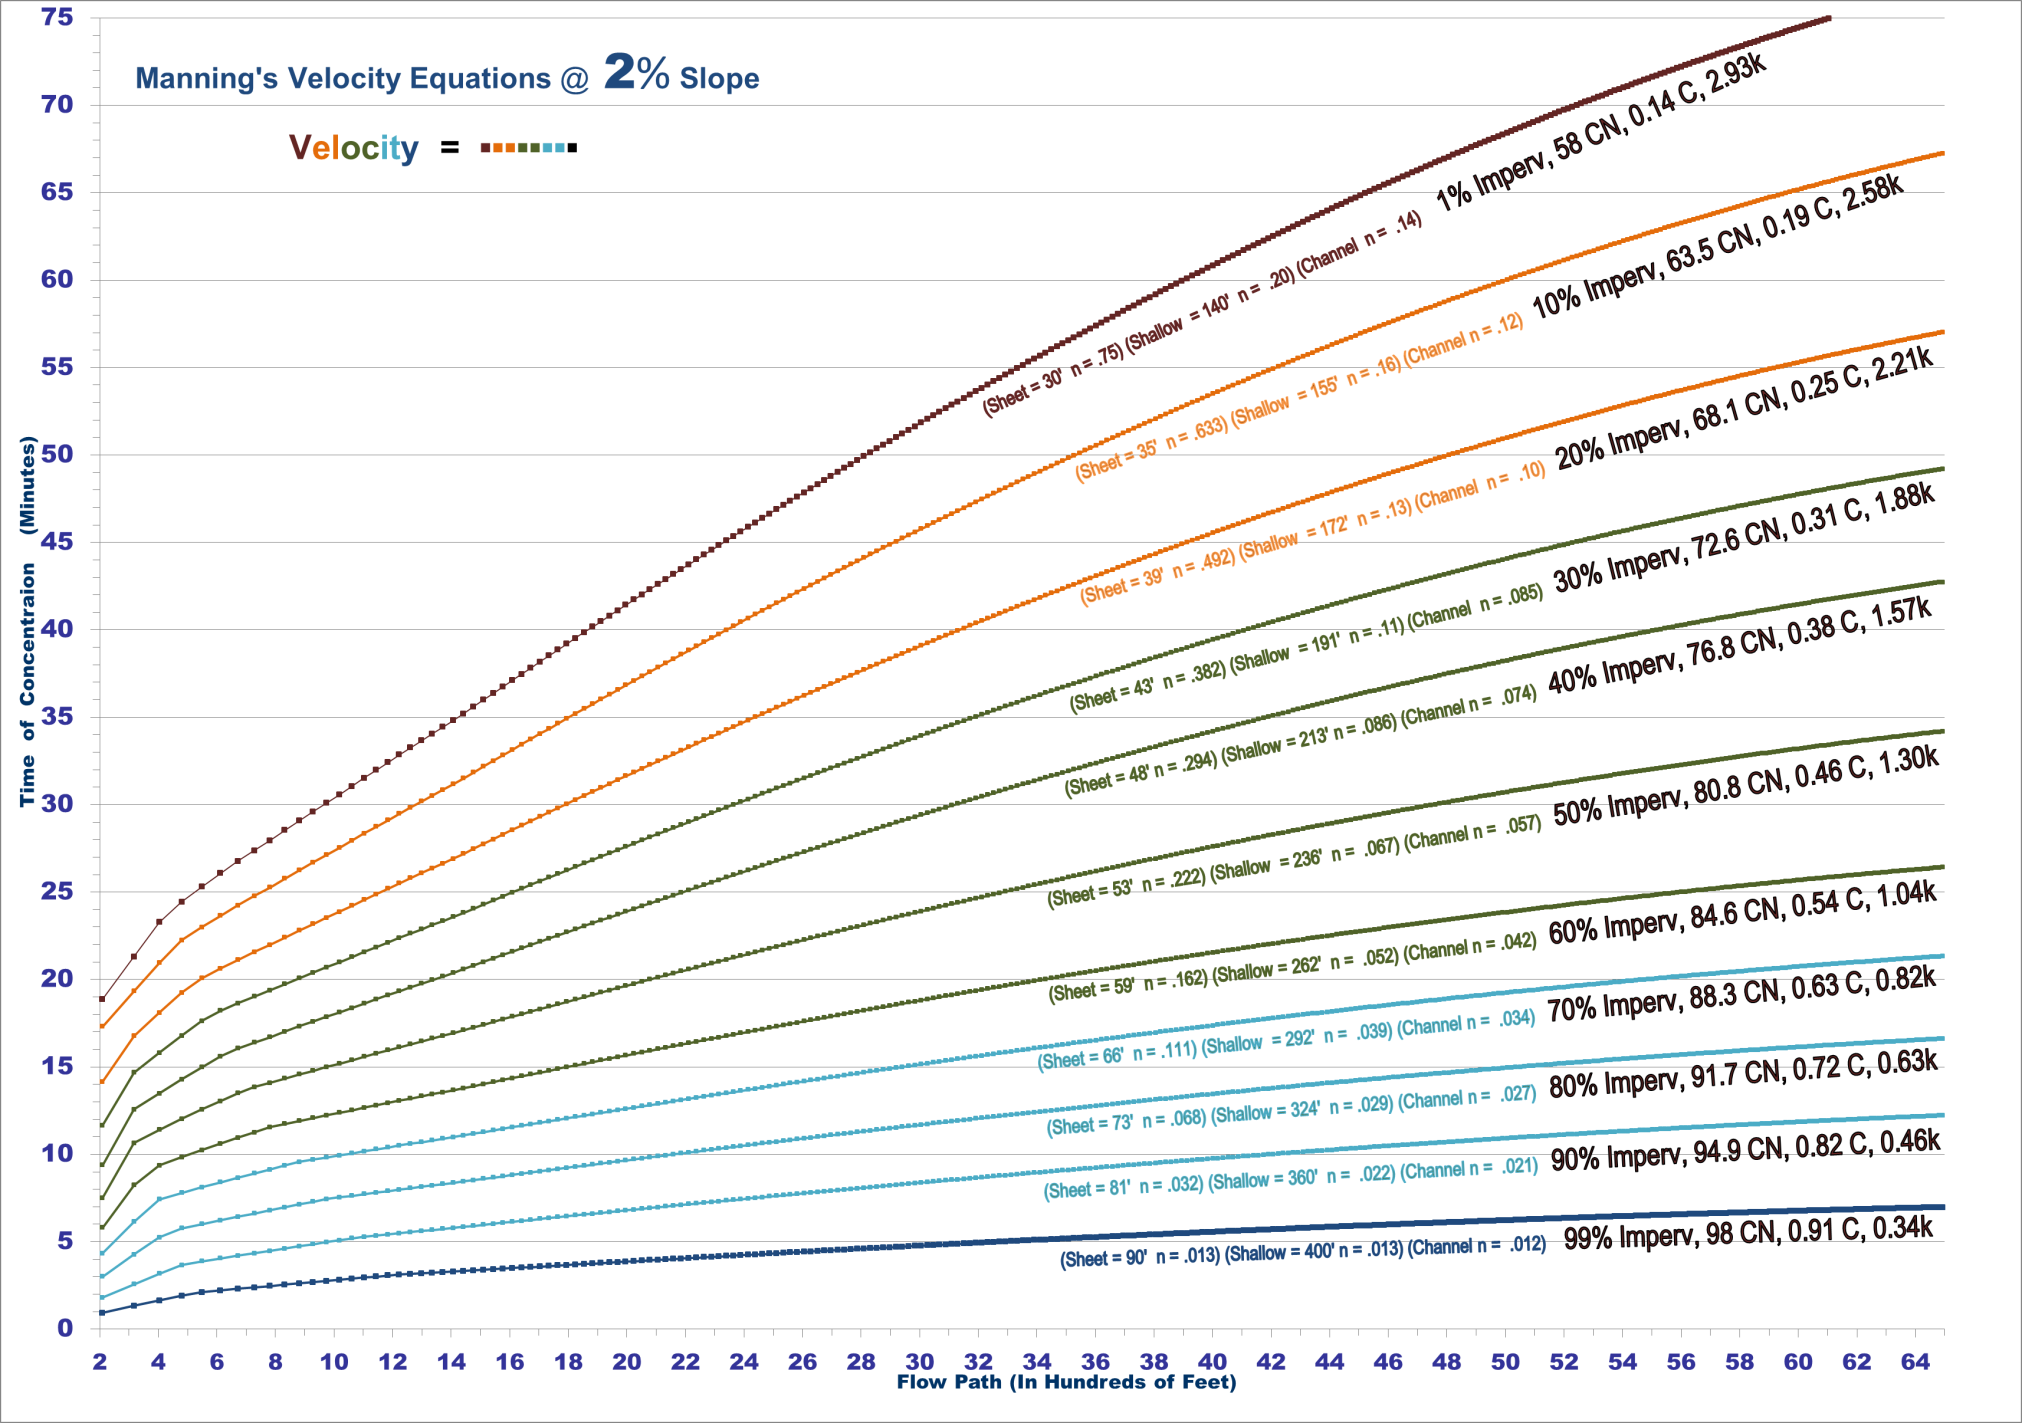 Manning's Velocity Equations @ 2% Slope
Velocity =
Time of Concentraion (Minutes)
75
70
65
60
55
50
45
40
35
30
25
20
15
10
5
0
(Sheet = 30' n = .75) (Shallow = 140' n = .20) (Channel n = .14) 1% Imperv, 58 CN, 0.14 C, 2.93k
(Sheet = 35' n = .633) (Shallow = 155' n = .16) (Channel n = .12) 10% Imperv, 63.5 CN, 0.19 C, 2.58k
(Sheet = 39' n = .492) (Shallow = 172' n = .13) (Channel n = .10) 20% Imperv, 68.1 CN, 0.25 C, 2.21k
(Sheet = 43' n = .382) (Shallow = 191' n = .11) (Channel n = .085) 30% Imperv, 72.6 CN, 0.31 C, 1.88k
(Sheet = 48' n = .294) (Shallow = 213' n = .086) (Channel n = .074) 40% Imperv, 76.8 CN, 0.38 C, 1.57k
(Sheet = 53' n = .222) (Shallow = 236' n = .067) (Channel n = .057) 50% Imperv, 80.8 CN, 0.46 C, 1.30k
(Sheet = 59' n = .162) (Shallow = 262' n = .052) (Channel n = .042) 60% Imperv, 84.6 CN, 0.54 C, 1.04k
(Sheet = 66' n = .111) (Shallow = 292' n = .039) (Channel n = .034) 70% Imperv, 88.3 CN, 0.63 C, 0.82k
(Sheet = 73' n = .068) (Shallow = 324' n = .029) (Channel n = .027) 80% Imperv, 91.7 CN, 0.72 C, 0.63k
(Sheet = 81' n = .032) (Shallow = 360' n = .022) (Channel n = .021) 90% Imperv, 94.9 CN, 0.82 C, 0.46k
(Sheet = 90' n = .013) (Shallow = 400' n = .013) (Channel n = .012) 99% Imperv, 98 CN, 0.91 C, 0.34k
2 4 6 8 10 12 14 16 18 20 22 24 26 28 30 32 34 36 38 40 42 44 46 48 50 52 54 56 58 60 62 64
Flow Path (In Hundreds of Feet)